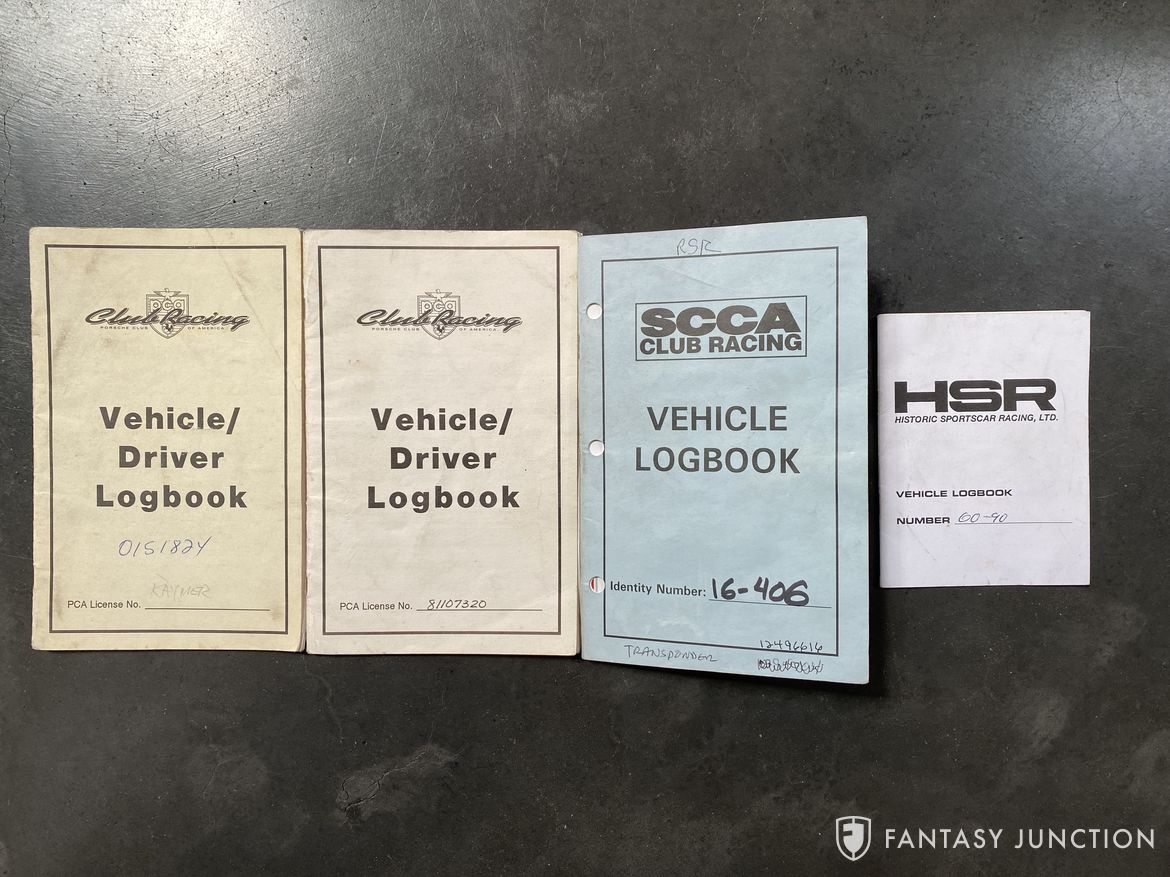 Club Racing
PORSCHE CLUB OF AMERICA
Vehicle/
Driver
Logbook
0151824
KAYMER
PCA License No.
Club Racing
PORSCHE CLUB OF AMERICA
Vehicle/
Driver
Logbook
PCA License No. 81107320
RSR
SCCA
CLUB RACING
VEHICLE
LOGBOOK
Identity Number: 16-406
12496616
TRANSPONDER
HSR
HISTORIC SPORTSCAR RACING, LTD.
VEHICLE LOGBOOK
NUMBER 60-90
FANTASY JUNCTION